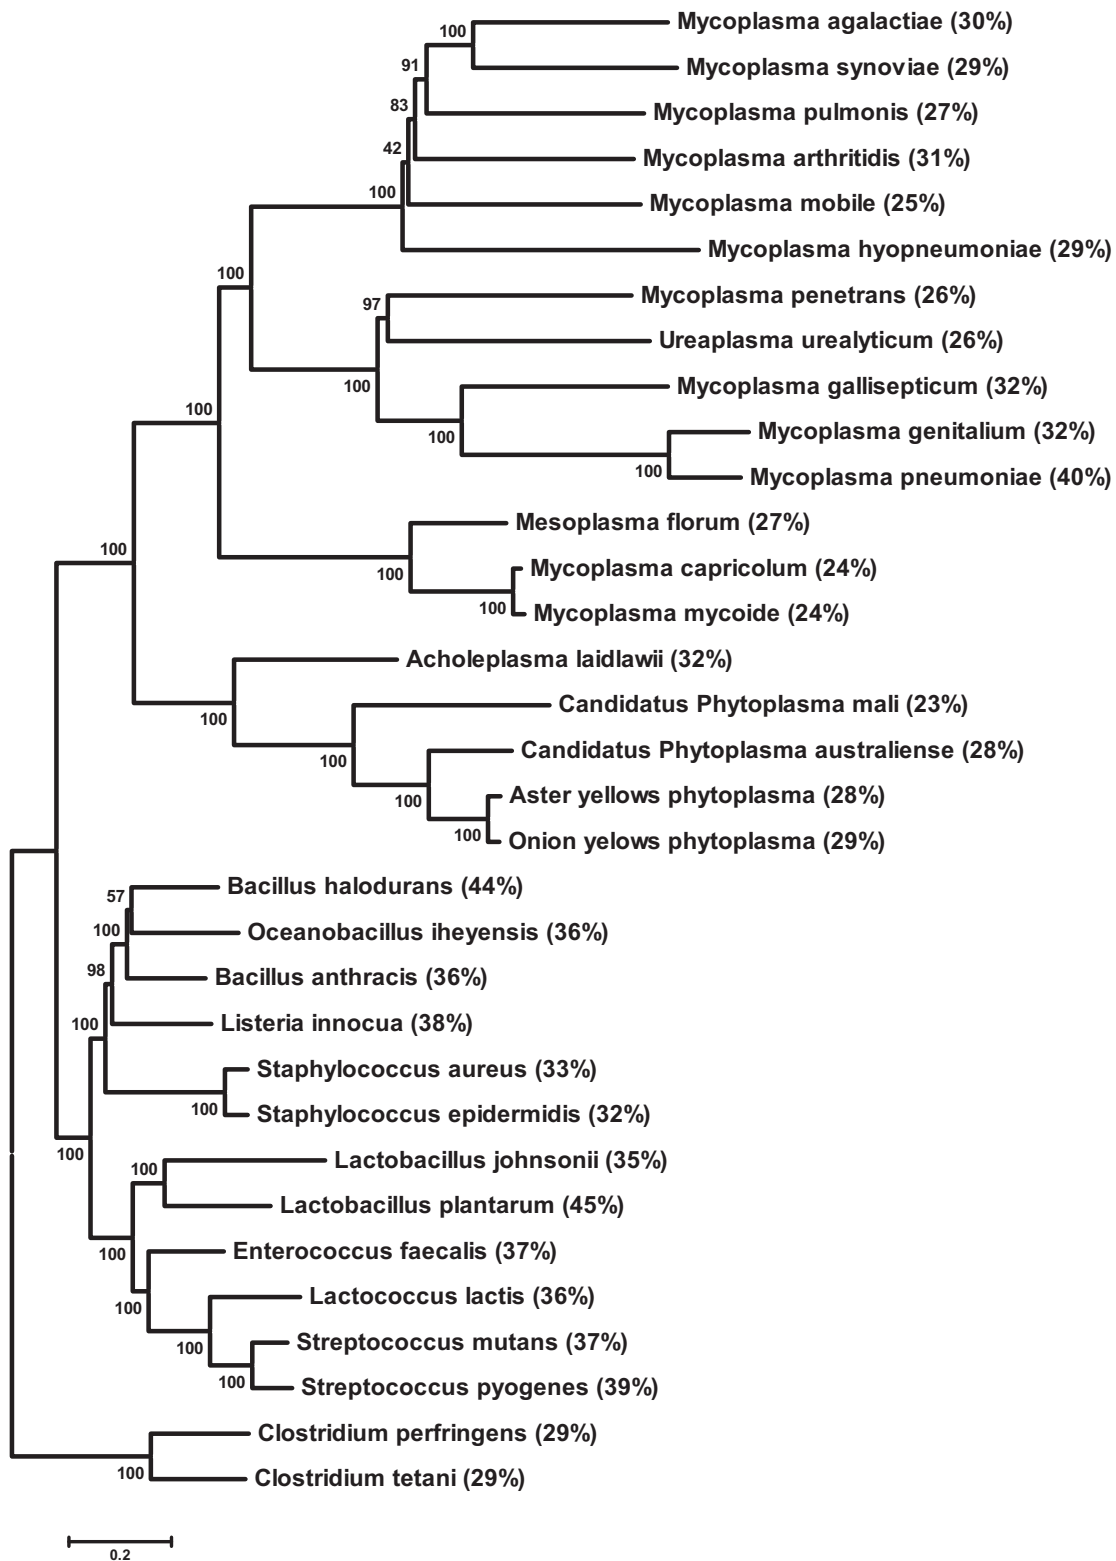 Mycoplasma agalactiae (30%)
100
Mycoplasma synoviae (29%)
91
83
Mycoplasma pulmonis (27%)
42
Mycoplasma arthritidis (31%)
100
Mycoplasma mobile (25%)
Mycoplasma hyopneumoniae (29%)
100
Mycoplasma penetrans (26%)
97
Ureaplasma urealyticum (26%)
100
Mycoplasma gallisepticum (32%)
100
100
Mycoplasma genitalium (32%)
100
Mycoplasma pneumoniae (40%)
Mesoplasma florum (27%)
100
100
Mycoplasma capricolum (24%)
100
Mycoplasma mycoide (24%)
Acholeplasma laidlawii (32%)
100
Candidatus Phytoplasma mali (23%)
100
Candidatus Phytoplasma australiense (28%)
100
Aster yellows phytoplasma (28%)
100
Onion yelows phytoplasma (29%)
Bacillus halodurans (44%)
57
100
Oceanobacillus iheyensis (36%)
98
Bacillus anthracis (36%)
100
Listeria innocua (38%)
Staphylococcus aureus (33%)
100
Staphylococcus epidermidis (32%)
100
Lactobacillus johnsonii (35%)
100
Lactobacillus plantarum (45%)
100
Enterococcus faecalis (37%)
100
Lactococcus lactis (36%)
100
Streptococcus mutans (37%)
100
Streptococcus pyogenes (39%)
Clostridium perfringens (29%)
100
Clostridium tetani (29%)
0.2